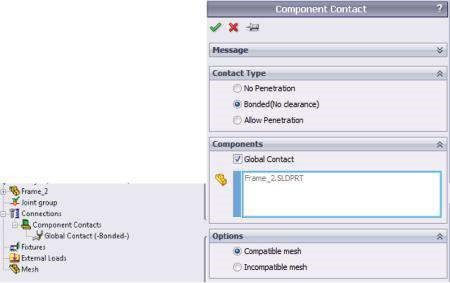 Component Contact ?
Message
Contact Type
No Penetration
Bonded(No clearance)
Allow Penetration
Components
Global Contact
Frame_2.SLDPRT
Options
Compatible mesh
Incompatible mesh
Frame_2
Joint group
Connections
Component Contacts
Global Contact (-Bonded-)
Fixtures
External Loads
Mesh